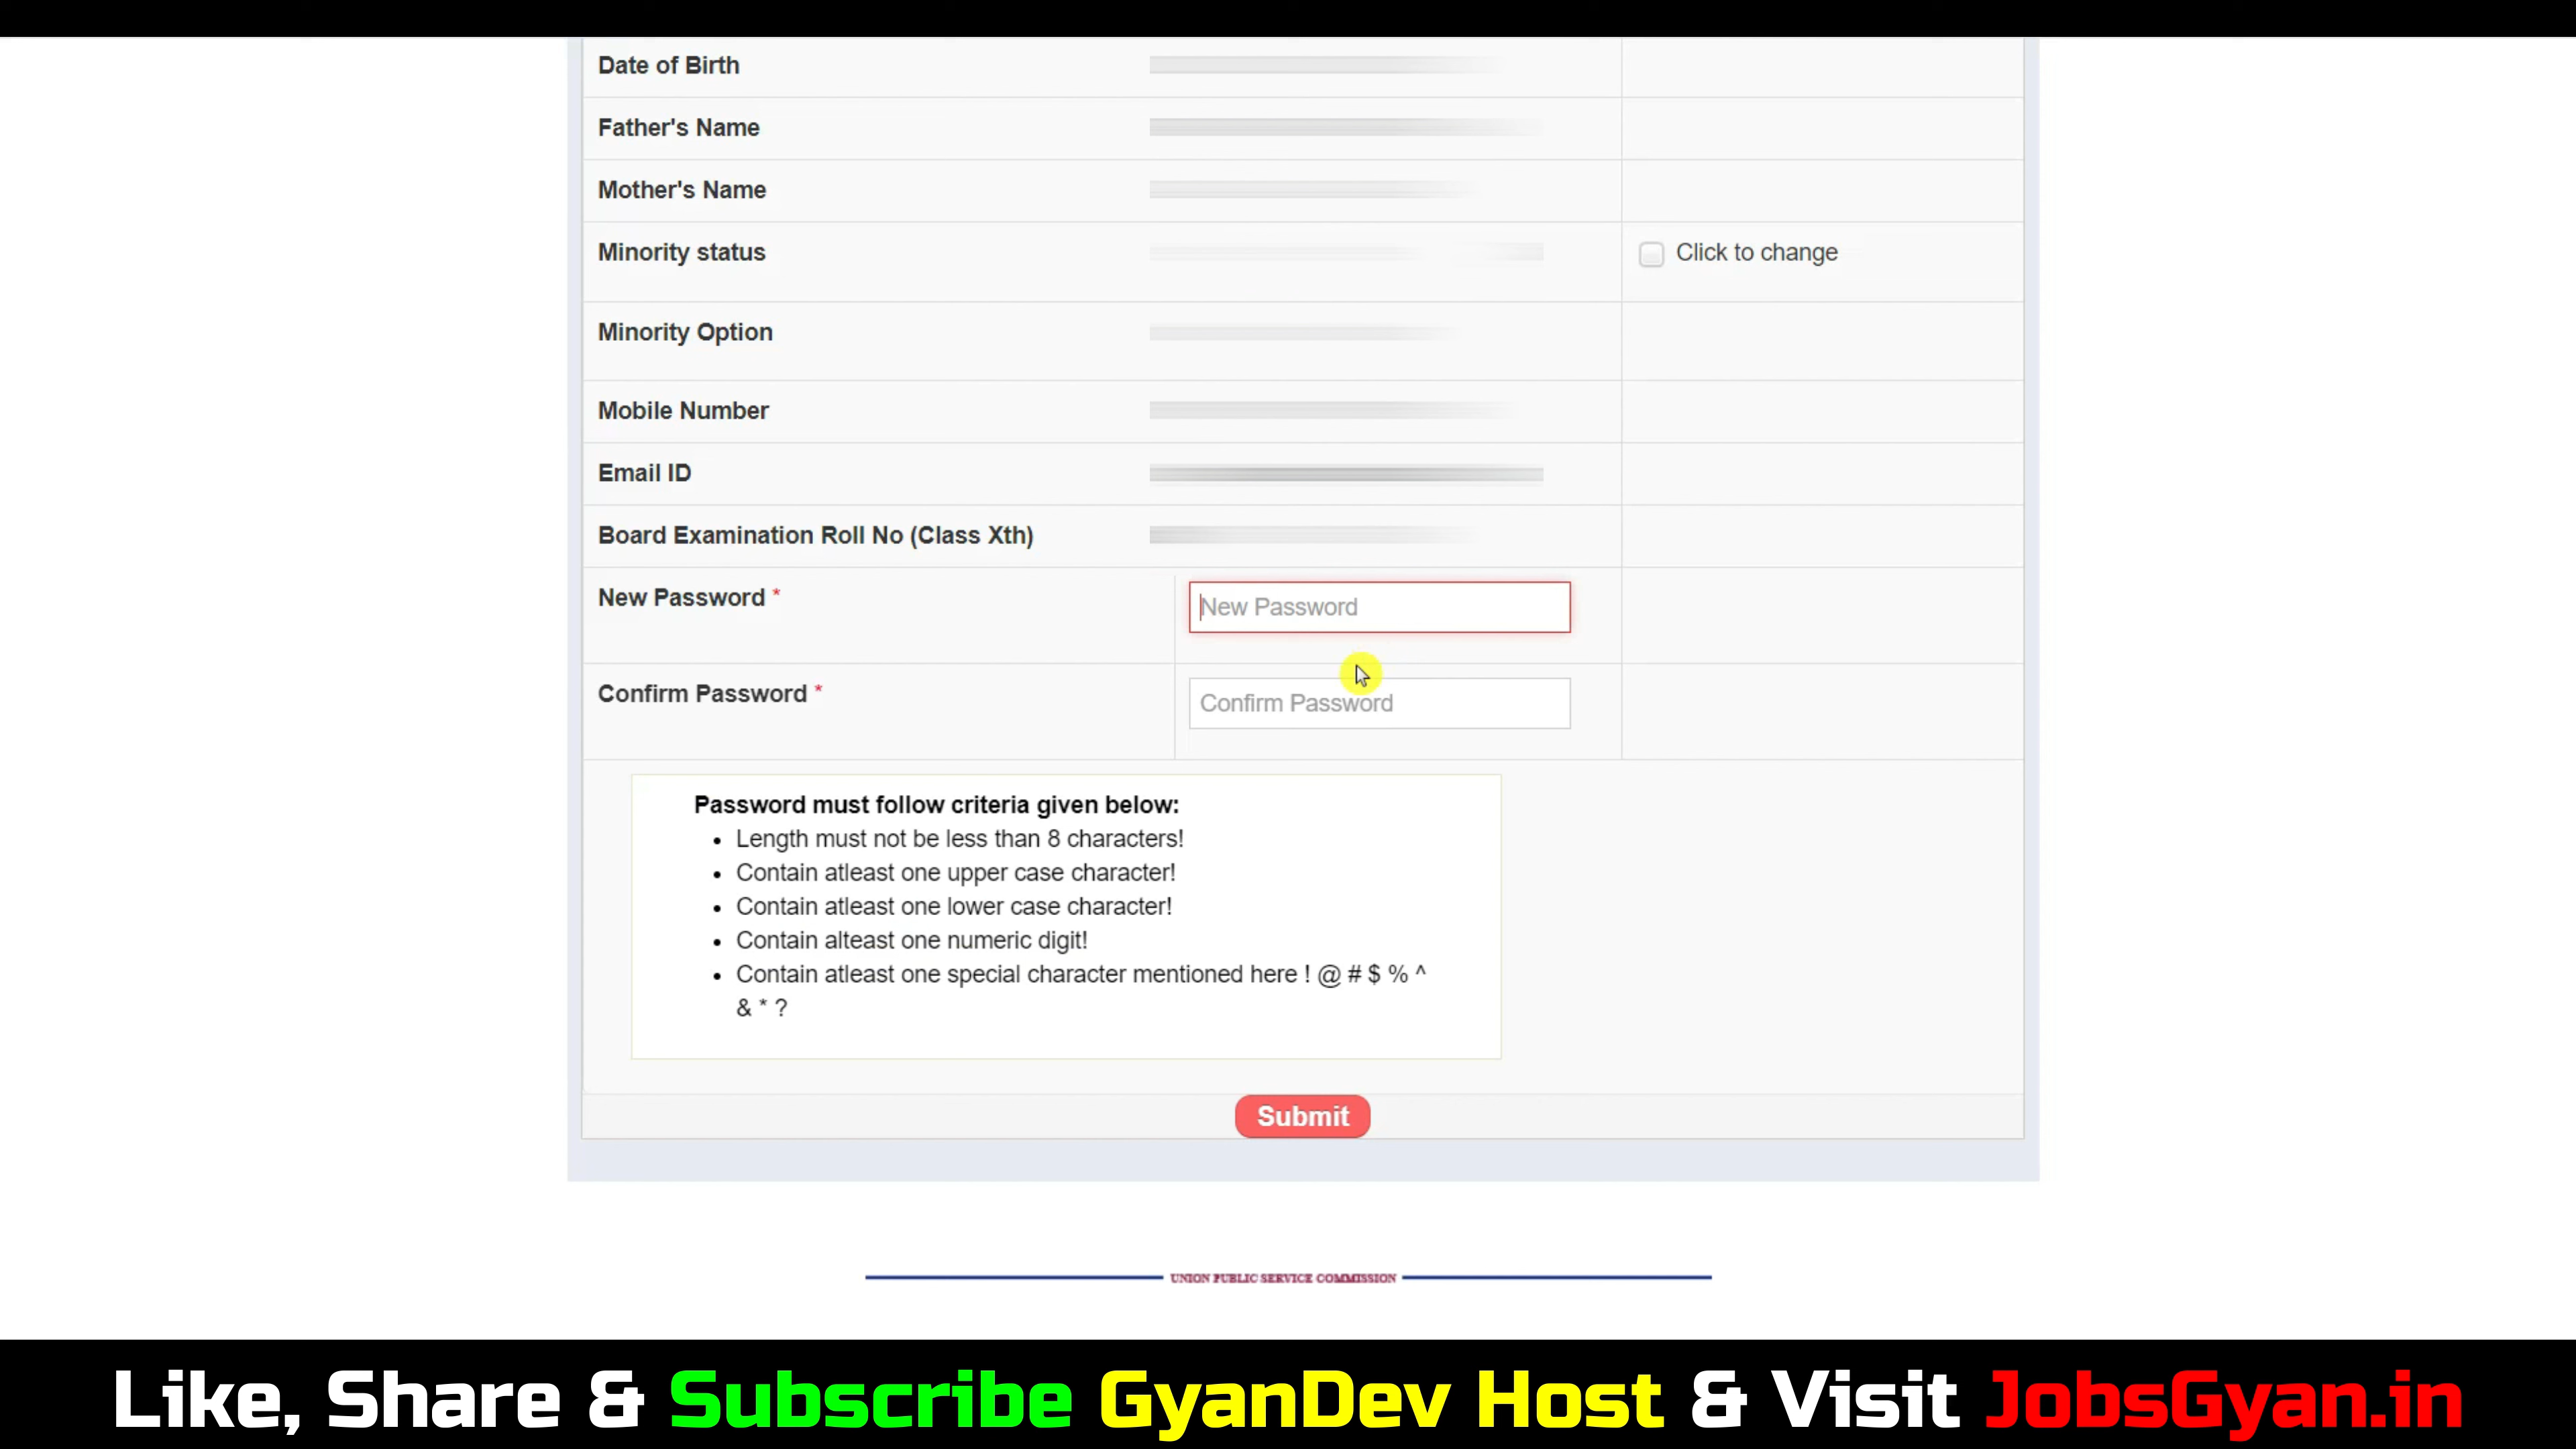 Date of Birth
Father's Name
Mother's Name
Minority status
Click to change
Minority Option
Mobile Number
Email ID
Board Examination Roll No (Class Xth)
New Password *
New Password
Confirm Password *
Confirm Password
Password must follow criteria given below:
• Length must not be less than 8 characters!
• Contain atleast one upper case character!
• Contain atleast one lower case character!
• Contain alteast one numeric digit!
• Contain atleast one special character mentioned here ! @ # $ % ^
& * ?
Submit
UNION PUBLIC SERVICE COMMISSION
Like, Share & Subscribe GyanDev Host & Visit JobsGyan.in